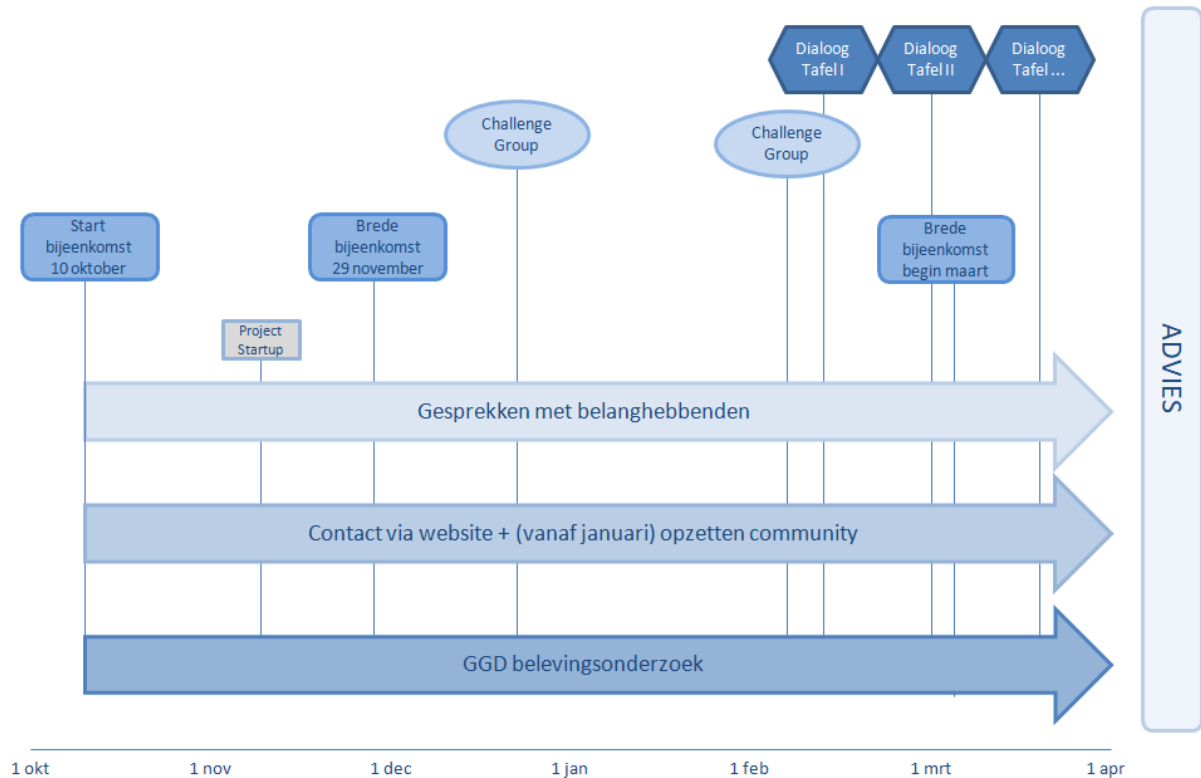 Dialoog
Tafel I
Dialoog
Tafel II
Dialoog
Tafel ...
Challenge
Group
Challenge
Group
Start
bijeenkomst
10 oktober
Brede
bijeenkomst
29 november
Brede
bijeenkomst
begin maart
Project
Startup
Gesprekken met belanghebbenden
Contact via website + (vanaf januari) opzetten community
GGD belevingsonderzoek
ADVIES
1 okt
1 nov
1 dec
1 jan
1 feb
1 mrt
1 apr